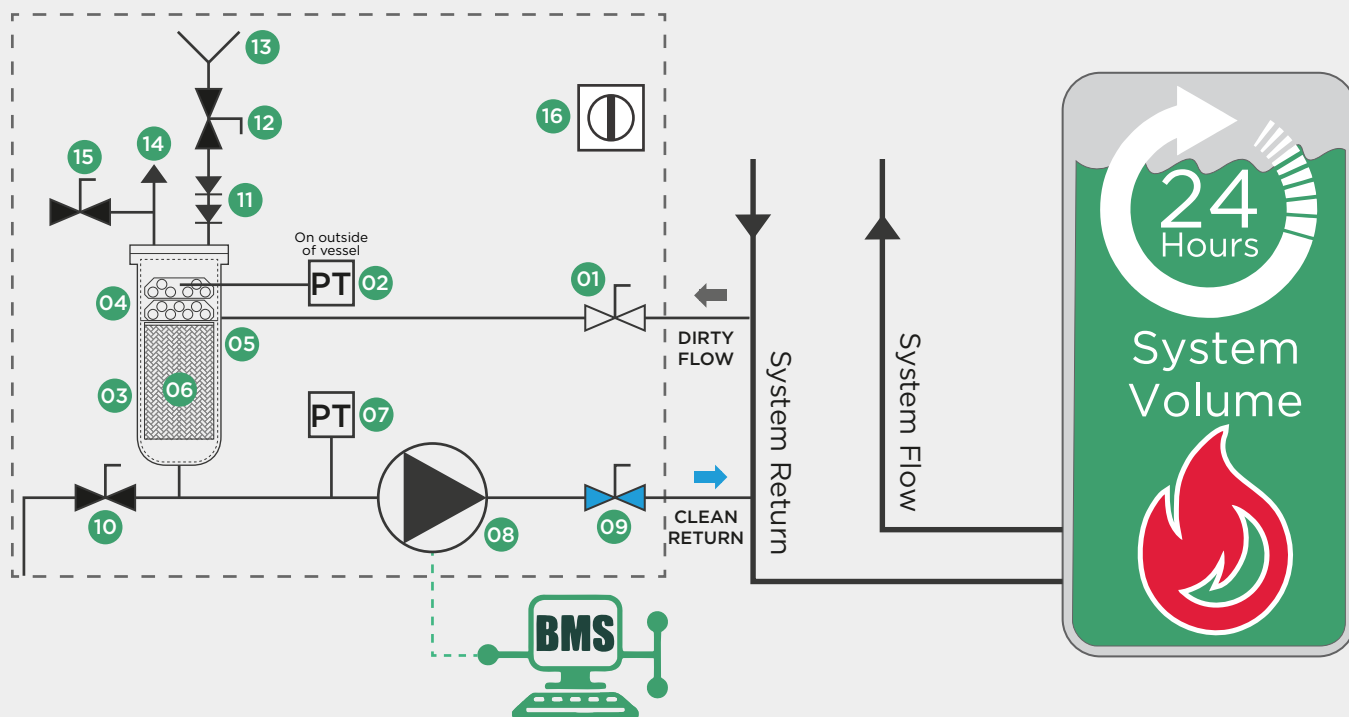 13
16
12
14
15
11
On outside
of vessel
PT
02
01
04
DIRTY
FLOW
05
03
06
PT
07
System Return
System Flow
10
08
09
CLEAN
RETURN
BMS
24
Hours
System
Volume